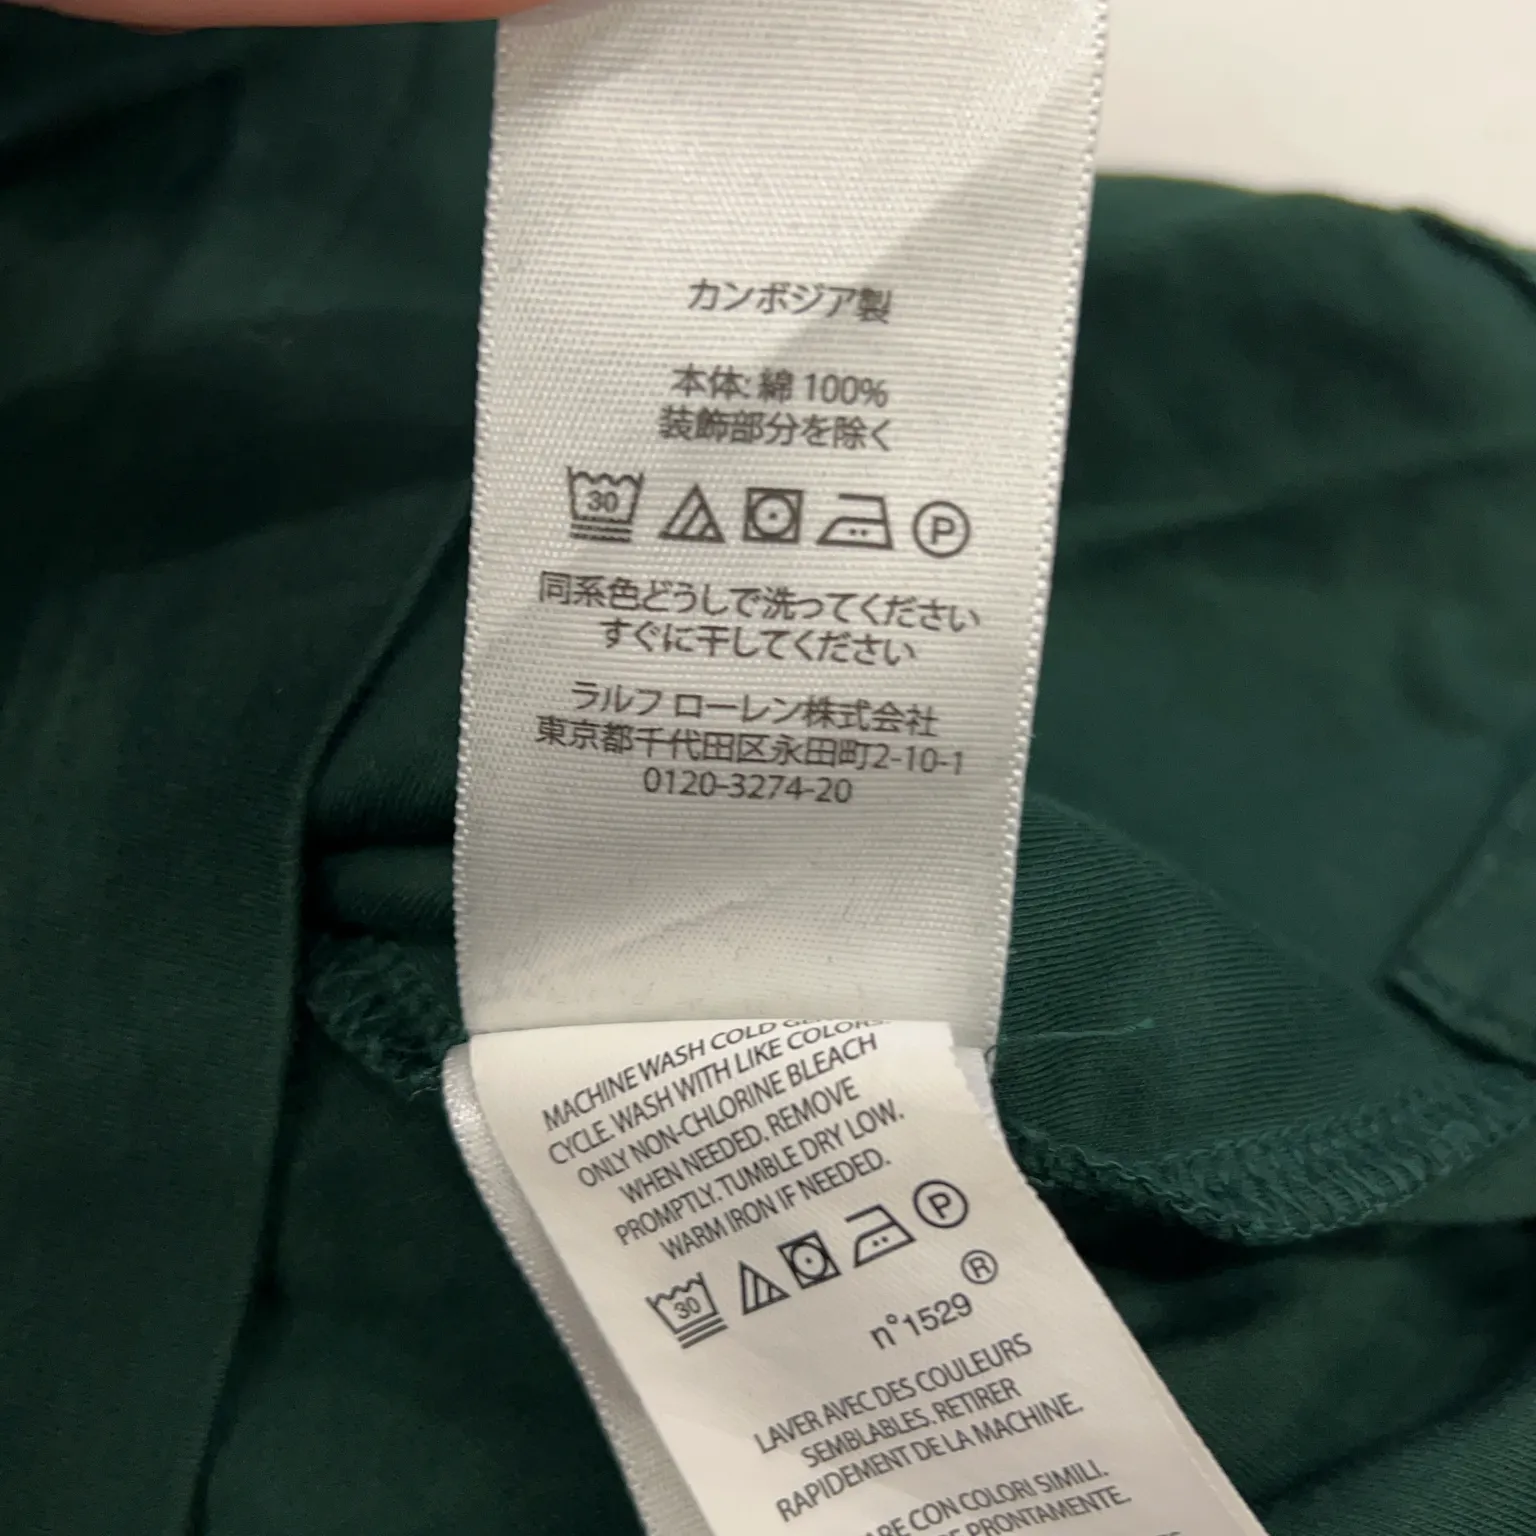 カンボジア製
本体: 綿 100%
装飾部分を除く
30
P
同系色どうしで洗ってください
すぐに干してください
ラルフ ローレン株式会社
東京都千代田区永田町2-10-1
0120-3274-20
MACHINE WASH COLD
CYCLE. WASH WITH LIKE COLORS.
ONLY NON-CHLORINE BLEACH
WHEN NEEDED. REMOVE
PROMPTLY. TUMBLE DRY LOW.
WARM IRON IF NEEDED.
30
P
®
n°1529
LAVER AVEC DES COULEURS
SEMBLABLES. RETIRER
RAPIDEMENT DE LA MACHINE.
CON COLORI SIMILI.
PRONTAMENTE.